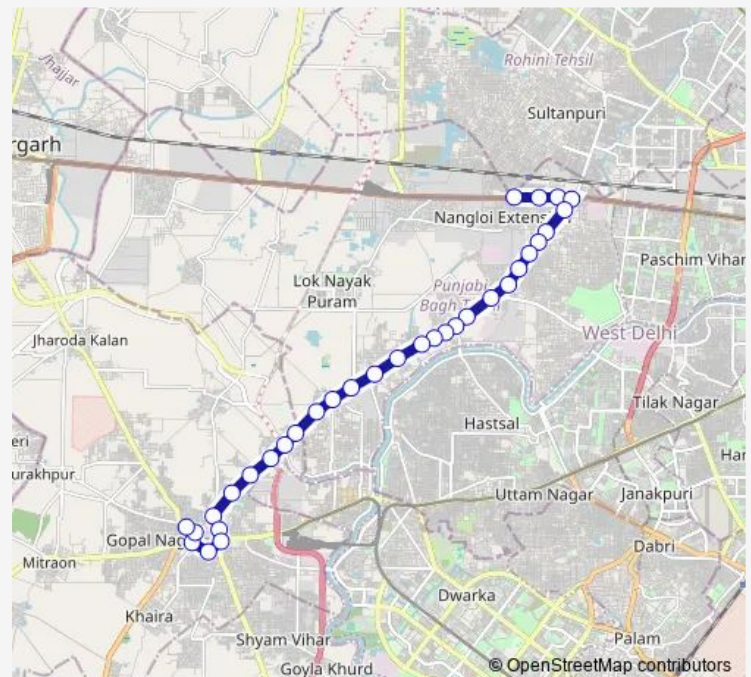 Jhajjar
Rohini Tehsil
Sultanpuri
rgarh
Nangloi Extens
Paschim Vihar
Lok Nayak
Puram
Punjabi
Bagh T
West Delhi
Jharoda Kalan
Tilak Nagar
Hastsal
eri
Har
urakhpur
Uttam Nagar
Janakpuri
Gopal Nag
Mitraon
Dabri
Dwarka
Khaira
Shyam Vihar
Palam
Goyla Khurd
© OpenStreetMap contributors